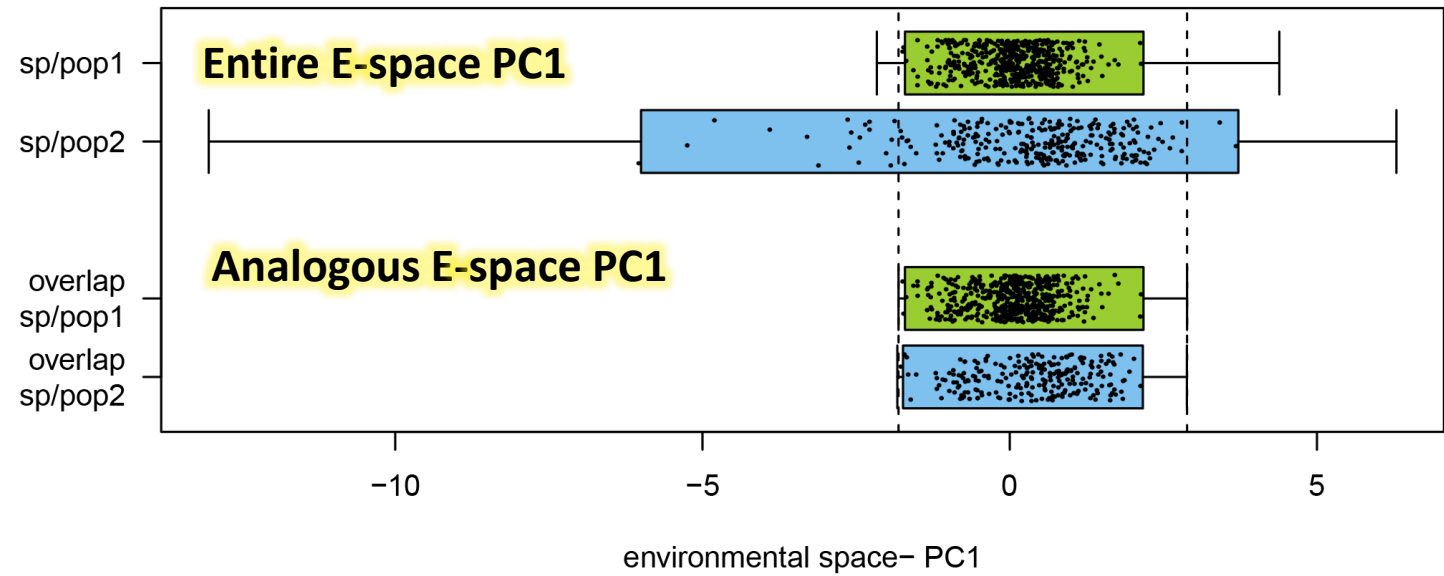 Entire E-space PC1
sp/pop1
sp/pop2
Analogous E-space PC1
overlap
sp/pop1
overlap
sp/pop2
−10
−5
0
5
environmental space− PC1